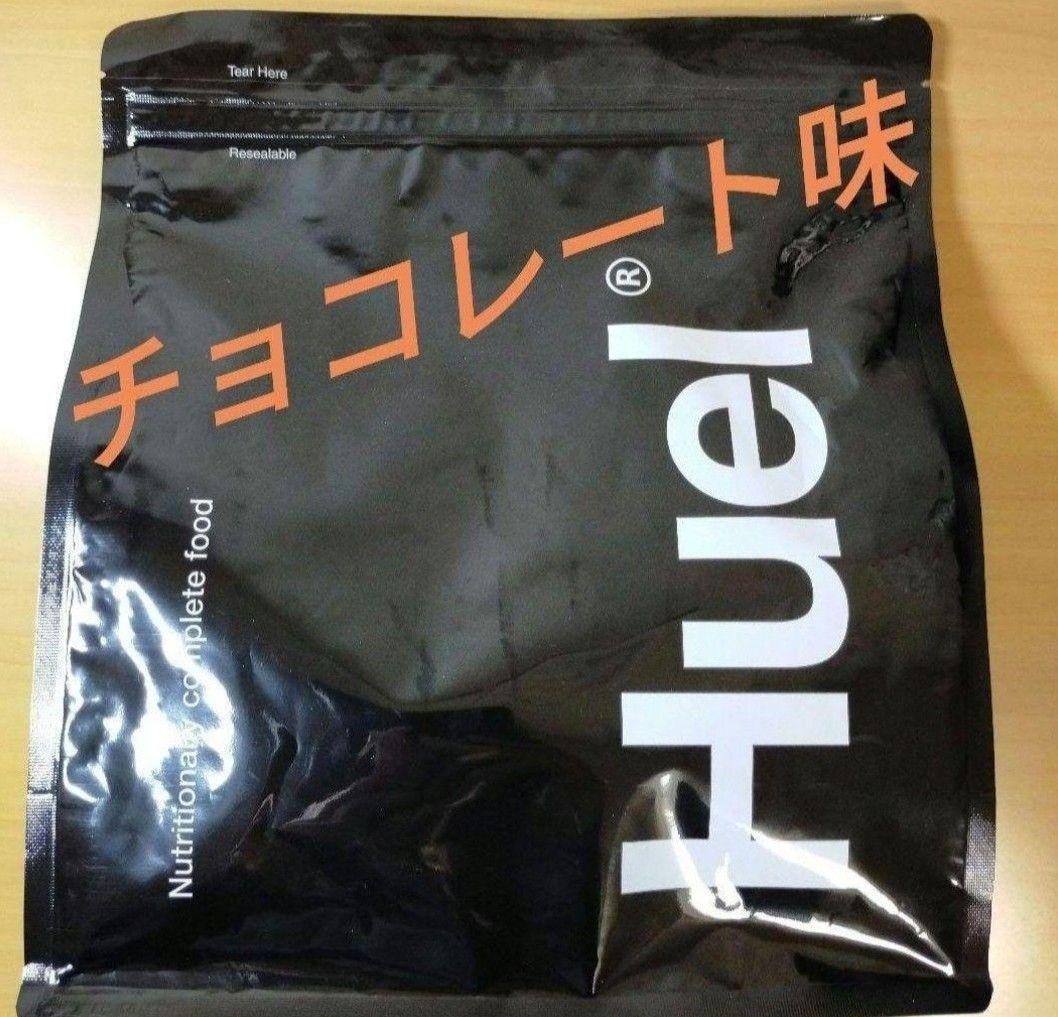 Tear Here
Resealable
チョコレート味
Huel®
Nutritionally complete food